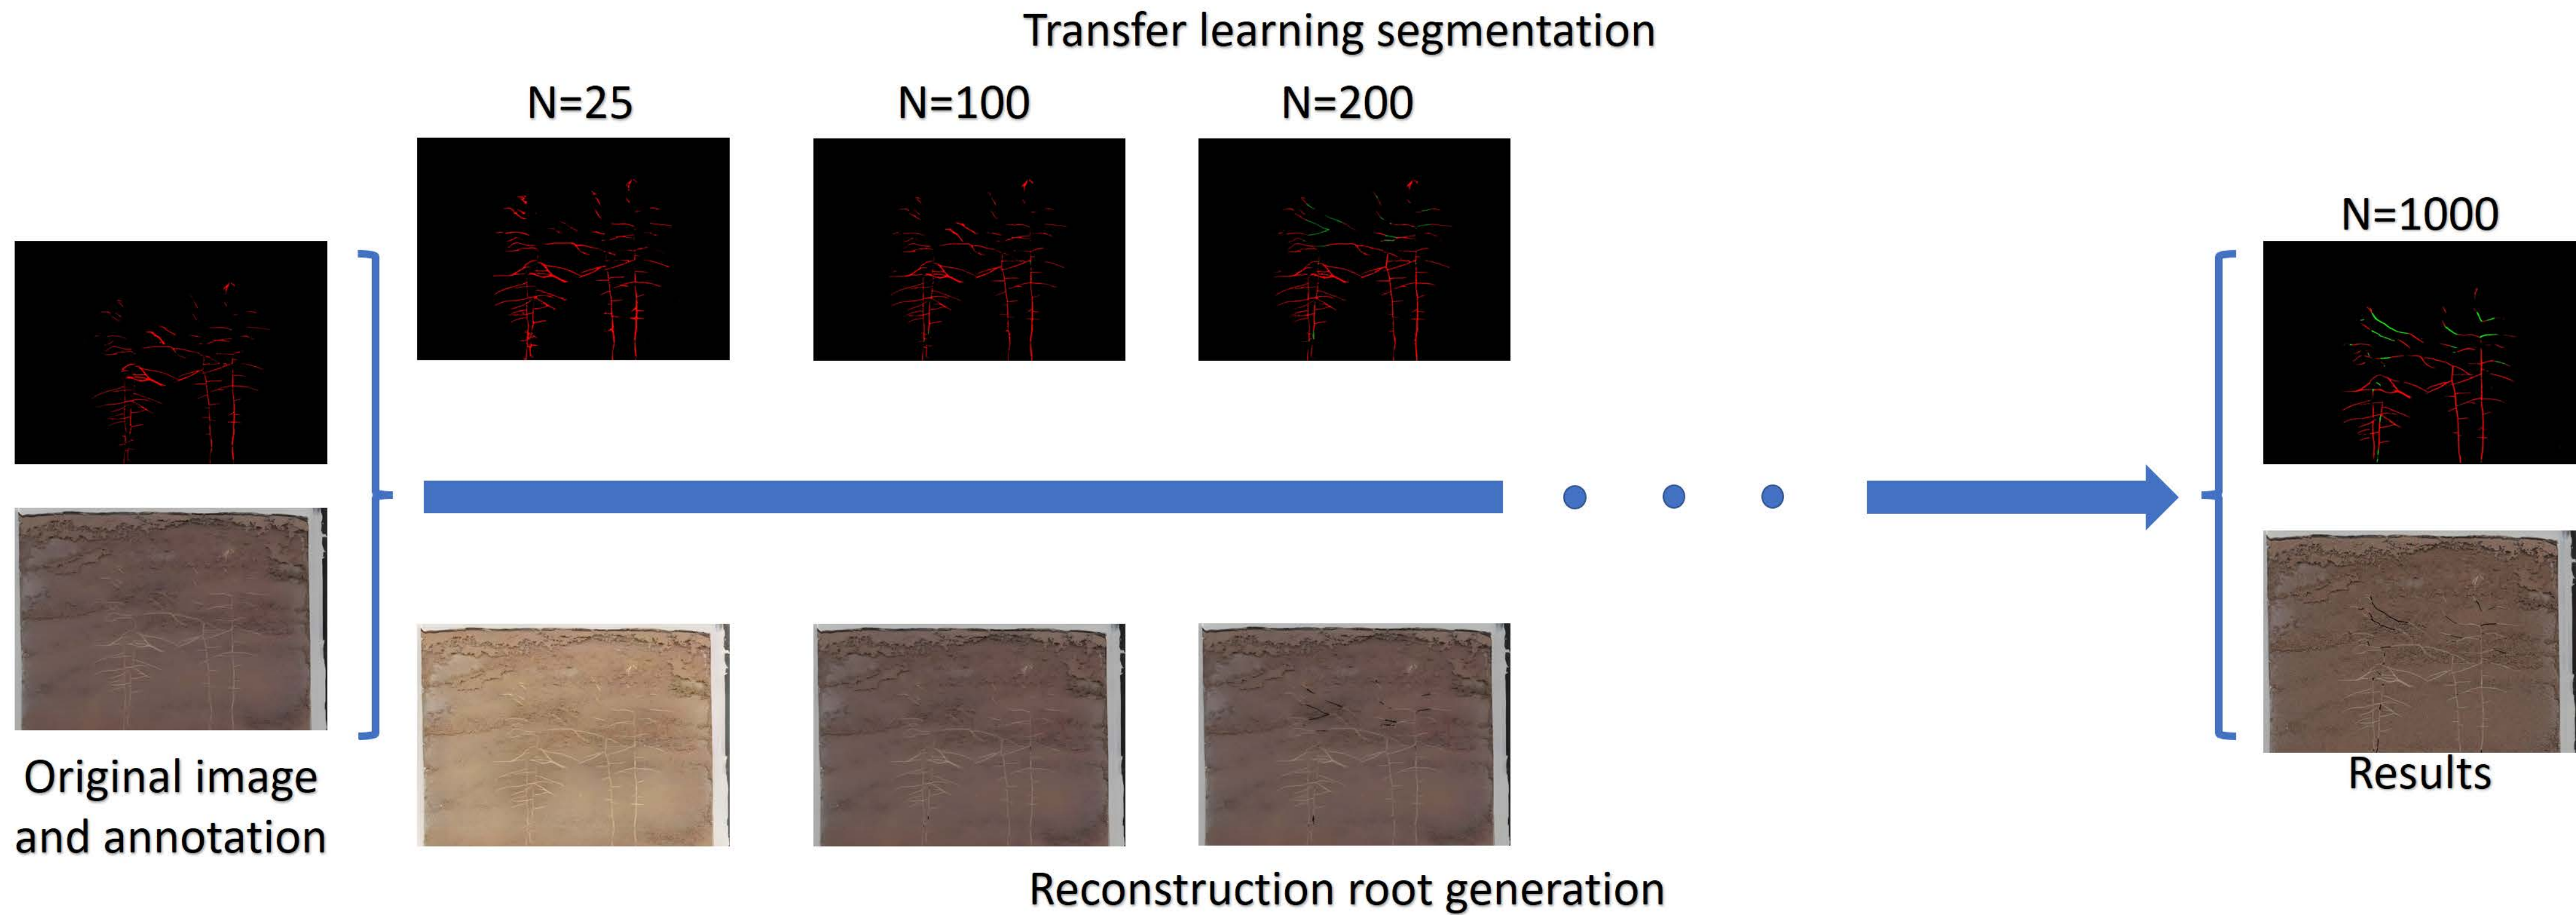 Transfer learning segmentation
N=25
N=100
N=200
N=1000
Original image
and annotation
Results
Reconstruction root generation